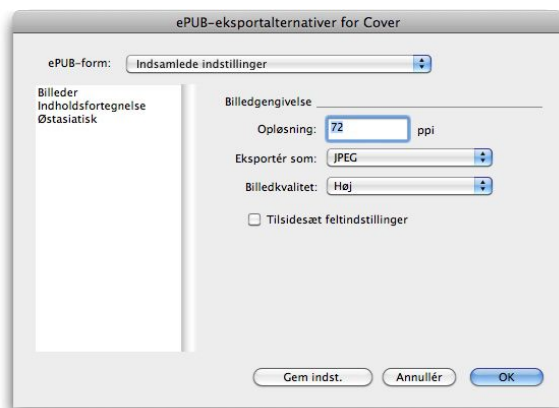 ePUB-eksportalternativer for Cover
ePUB-form: Indsamlede indstillinger
Billeder
Indholdsfortegnelse
Østasiatisk
Billedgengivelse
Opløsning: 72 ppi
Eksportér som: JPEG
Billedkvalitet: Høj
Tilsidesæt feltindstillinger
Gem indst. Annullér OK